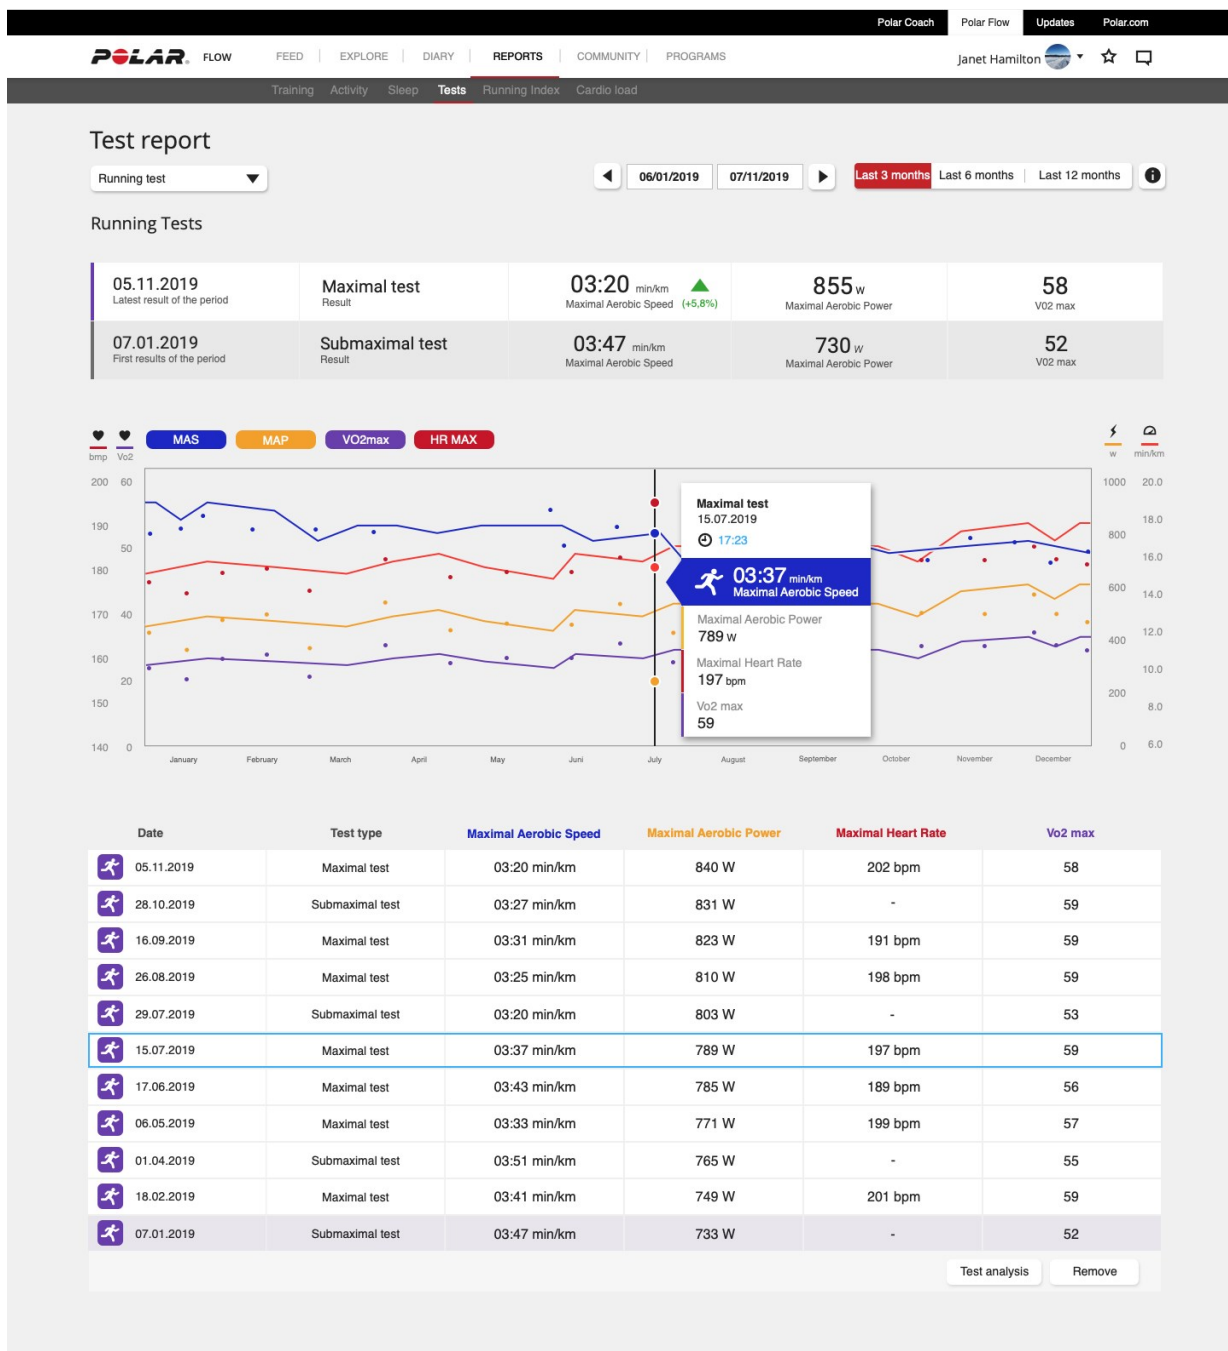 Polar Coach Polar Flow Updates Polar.com
POLAR. FLOW FEED EXPLORE DIARY REPORTS COMMUNITY PROGRAMS Janet Hamilton
Training Activity Sleep Tests Running Index Cardio load
Test report
Running test 06/01/2019 07/11/2019 Last 3 months Last 6 months Last 12 months
Running Tests
05.11.2019 Maximal test 03:20 min/km 855 w 58
Latest result of the period Result Maximal Aerobic Speed (+5,8%) Maximal Aerobic Power V02 max
07.01.2019 Submaximal test 03:47 min/km 730 w 52
First results of the period Result Maximal Aerobic Speed Maximal Aerobic Power V02 max
MAS MAP VO2max HR MAX
bmp Vo2 w min/km
200 60 1000 20.0
190 18.0
50 800
180 16.0
600 14.0
170 40
400 12.0
160 10.0
20 200
150 8.0
140 0 0 6.0
Maximal test
15.07.2019
17:23
03:37 min/km
Maximal Aerobic Speed
Maximal Aerobic Power
789 w
Maximal Heart Rate
197 bpm
Vo2 max
59
January February March April May Juni July August September October November December
Date Test type Maximal Aerobic Speed Maximal Aerobic Power Maximal Heart Rate Vo2 max
05.11.2019 Maximal test 03:20 min/km 840 W 202 bpm 58
28.10.2019 Submaximal test 03:27 min/km 831 W - 59
16.09.2019 Maximal test 03:31 min/km 823 W 191 bpm 59
26.08.2019 Maximal test 03:25 min/km 810 W 198 bpm 59
29.07.2019 Submaximal test 03:20 min/km 803 W - 53
15.07.2019 Maximal test 03:37 min/km 789 W 197 bpm 59
17.06.2019 Maximal test 03:43 min/km 785 W 189 bpm 56
06.05.2019 Maximal test 03:33 min/km 771 W 199 bpm 57
01.04.2019 Submaximal test 03:51 min/km 765 W - 55
18.02.2019 Maximal test 03:41 min/km 749 W 201 bpm 59
07.01.2019 Submaximal test 03:47 min/km 733 W - 52
Test analysis Remove